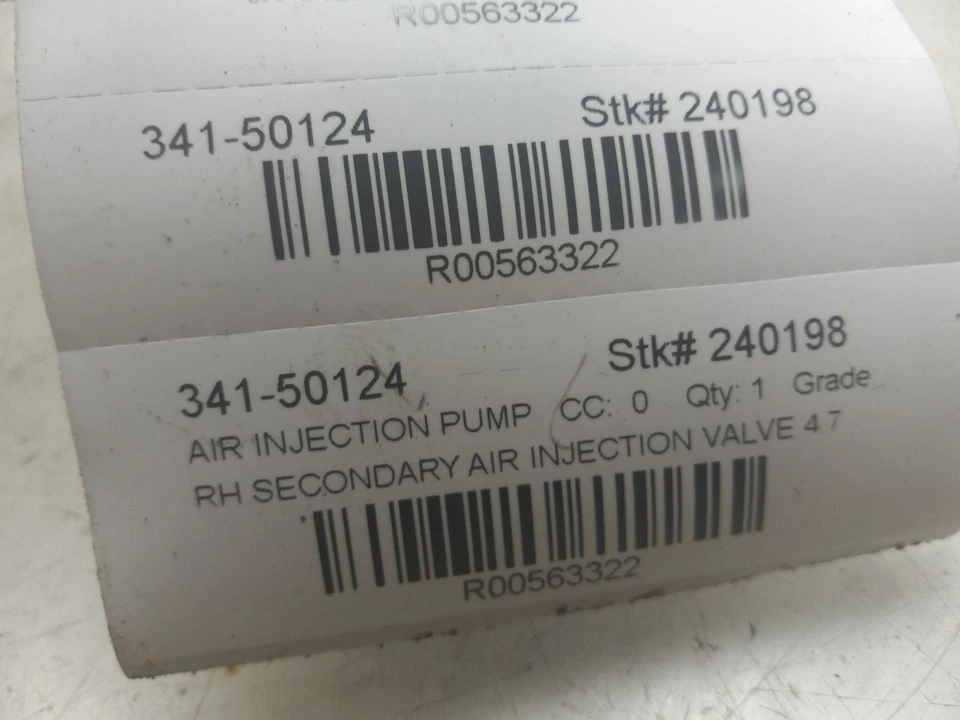 R00563322
341-50124 Stk# 240198
R00563322
341-50124 Stk# 240198
AIR INJECTION PUMP CC: 0 Qty: 1 Grade
RH SECONDARY AIR INJECTION VALVE 4 7
R00563322